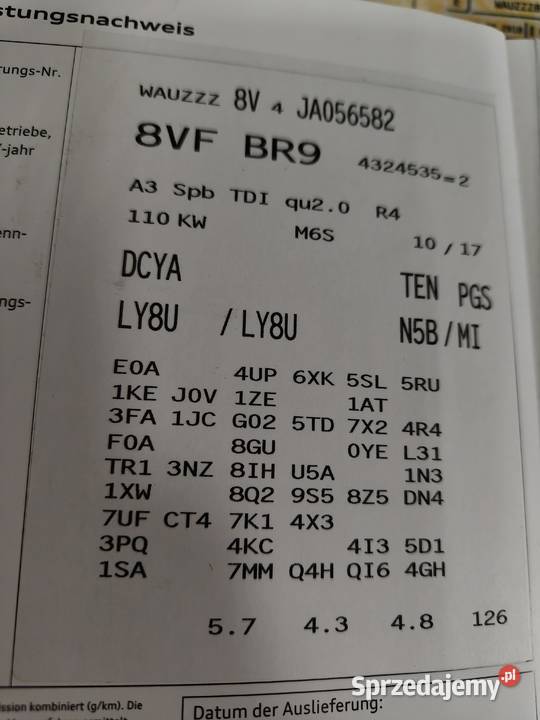 stungsnachweis
rungs-Nr.
etriebe,
-jahr
enn-
ngs-
WAUZZZ 8V 4 JA056582
8VF BR9 4324535=2
A3 Spb TDI qu2.0 R4
110 KW M6S 10 / 17
DCYA TEN PGS
LY8U / LY8U N5B / MI
E0A 4UP 6XK 5SL 5RU
1KE J0V 1ZE 1AT
3FA 1JC G02 5TD 7X2 4R4
F0A 8GU 0YE L31
TR1 3NZ 8IH U5A 1N3
1XW 8Q2 9S5 8Z5 DN4
7UF CT4 7K1 4X3
3PQ 4KC 4I3 5D1
1SA 7MM Q4H QI6 4GH
5.7 4.3 4.8 126
ission kombiniert (g/km). Die
Datum der Auslieferung:
Sprzedajemy.pl